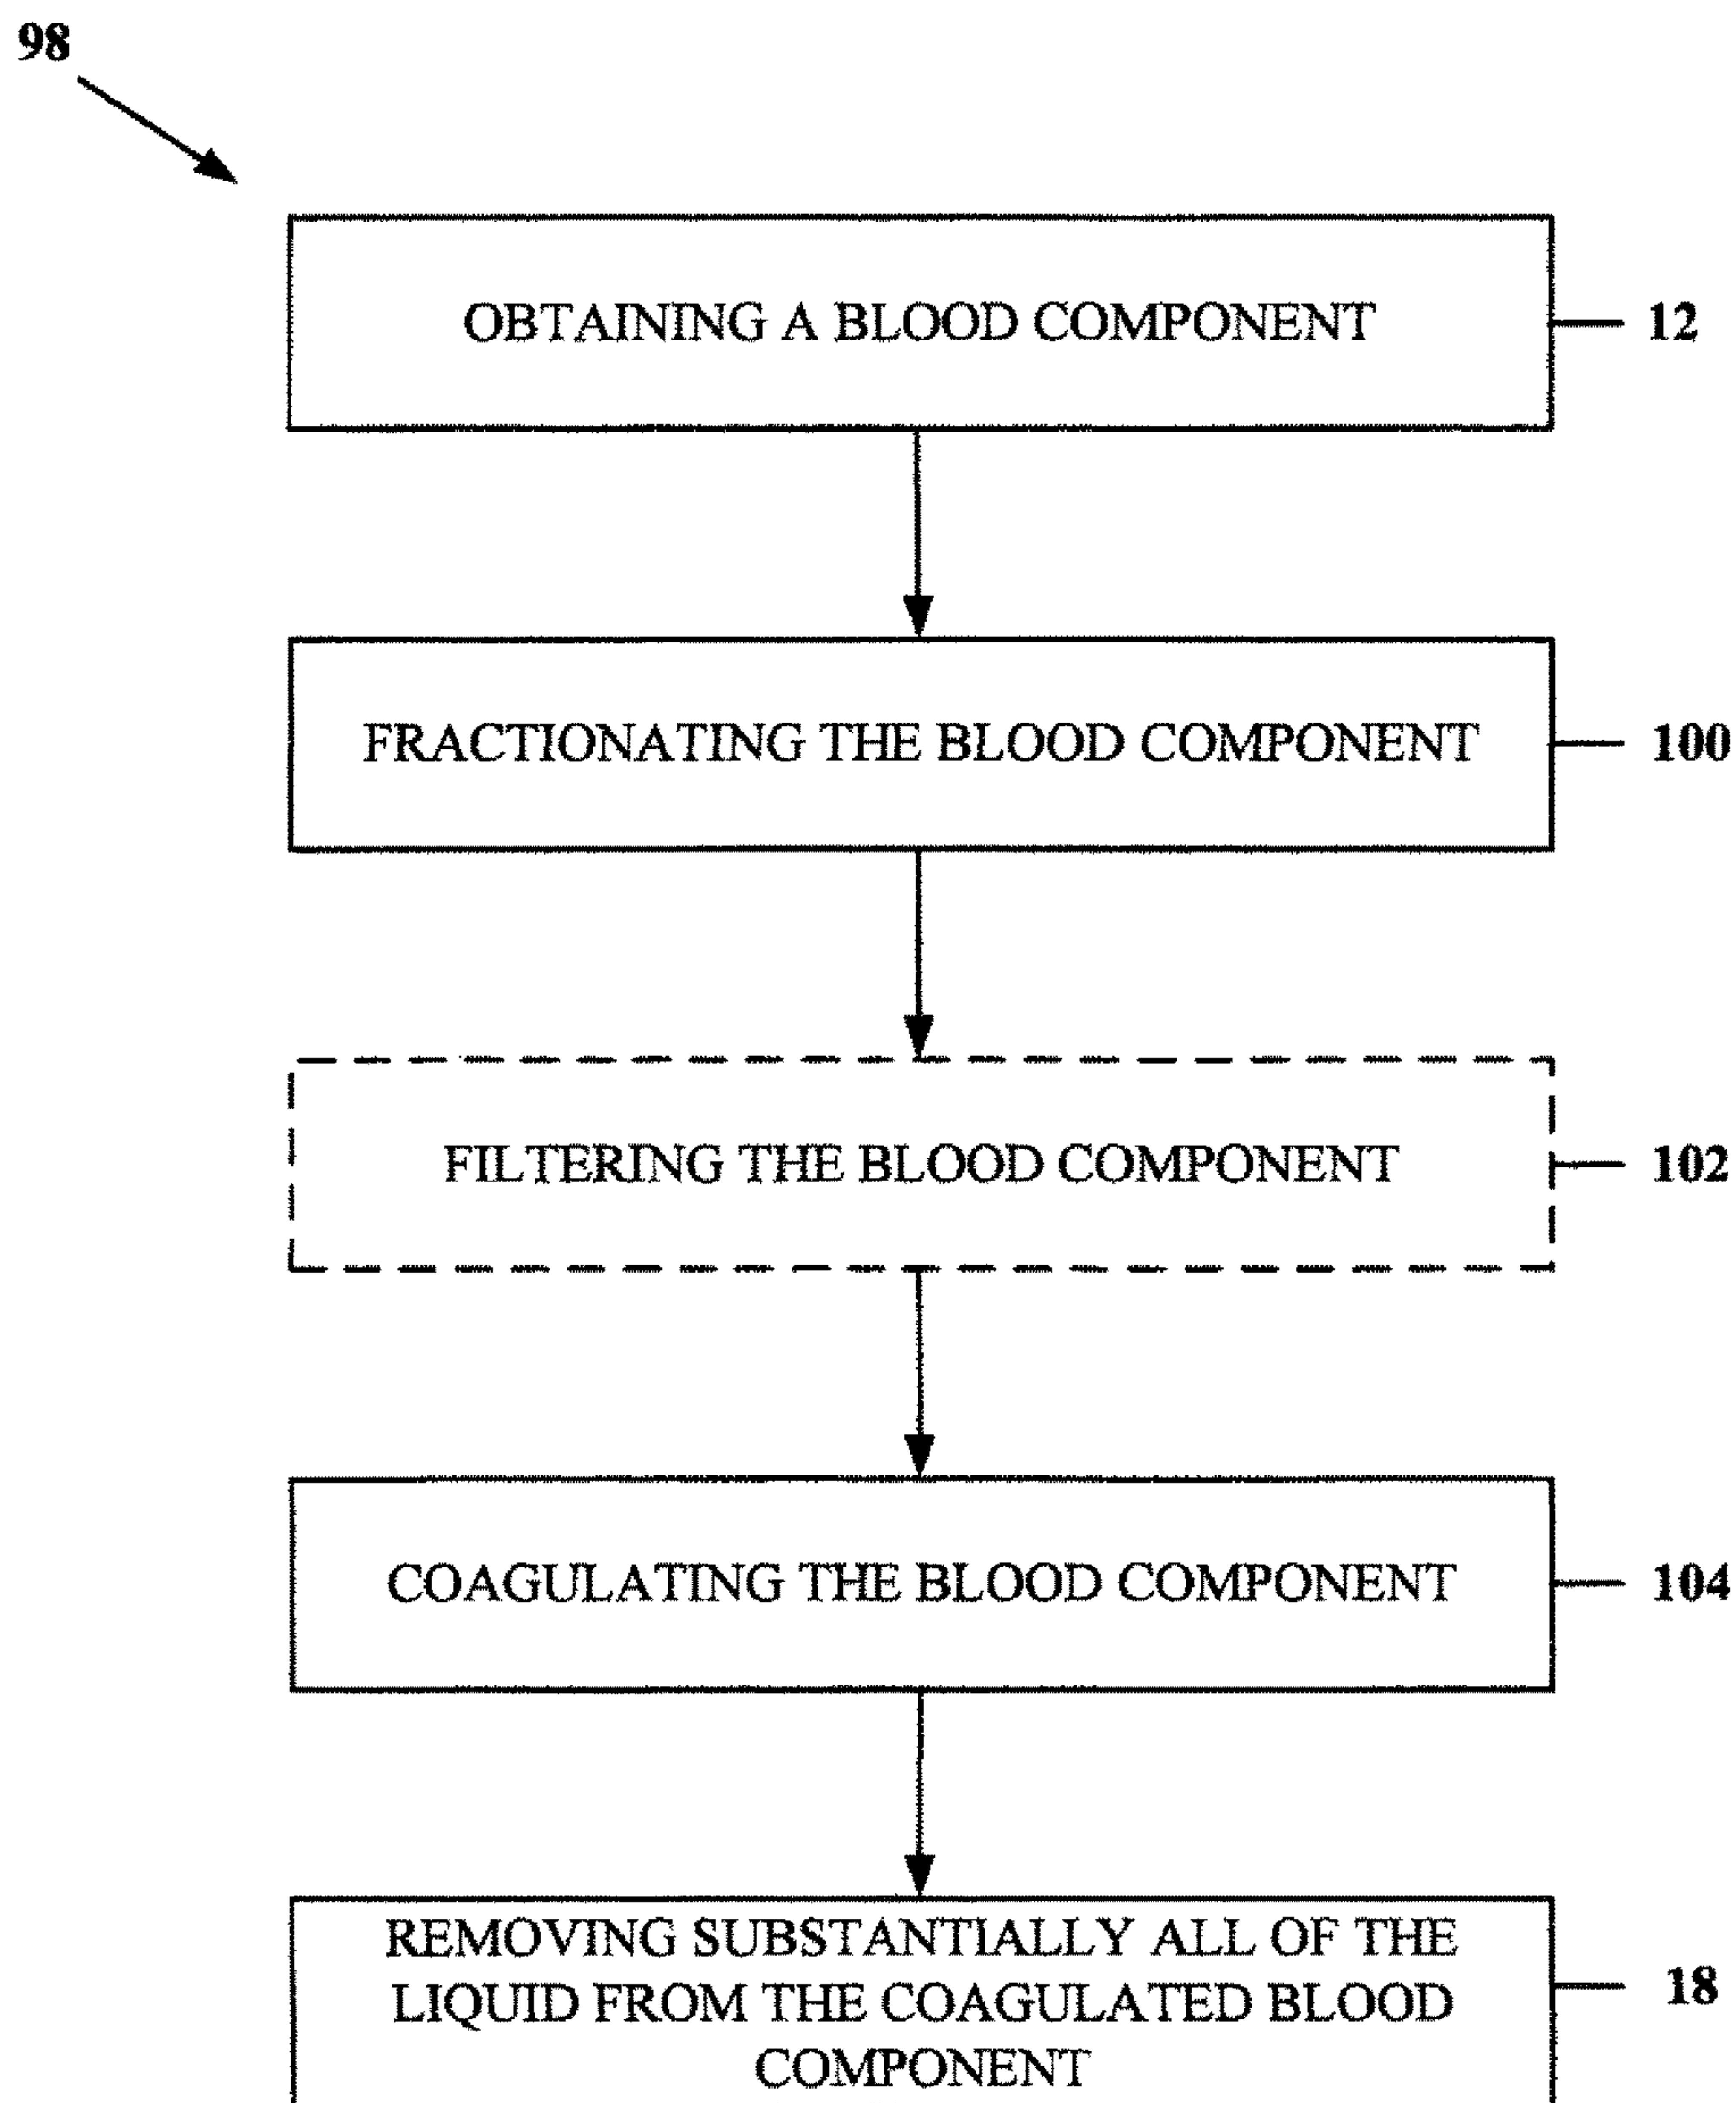 98
OBTAINING A BLOOD COMPONENT
12
FRACTIONATING THE BLOOD COMPONENT
100
FILTERING THE BLOOD COMPONENT
102
COAGULATING THE BLOOD COMPONENT
104
REMOVING SUBSTANTIALLY ALL OF THE
LIQUID FROM THE COAGULATED BLOOD
COMPONENT
18